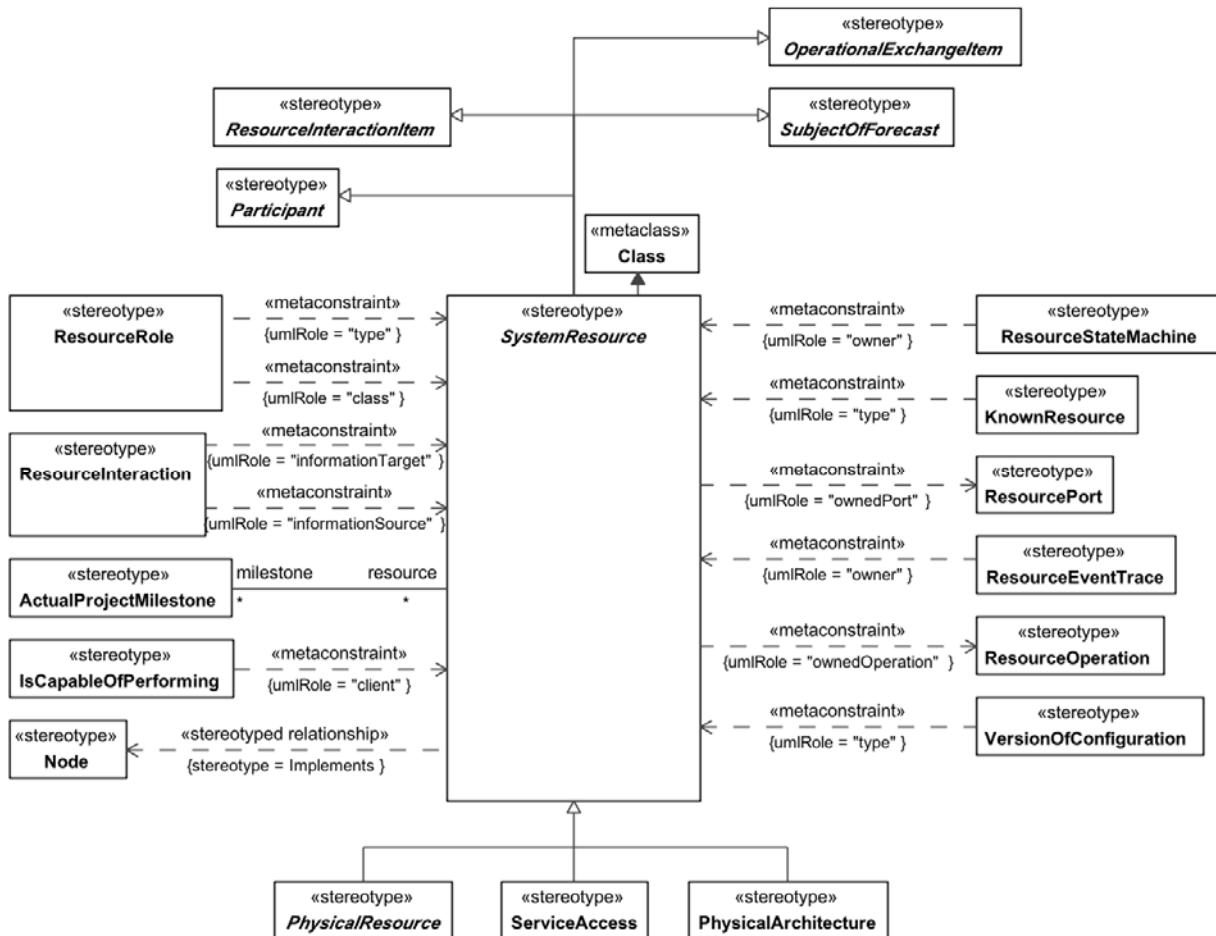 «stereotype»
OperationalExchangeItem
«stereotype»
ResourceInteractionItem
«stereotype»
SubjectOfForecast
«stereotype»
Participant
«metaclass»
Class
«stereotype»
ResourceRole
«metaconstraint»
{umlRole = "type" }
«metaconstraint»
{umlRole = "class" }
«stereotype»
SystemResource
«metaconstraint»
{umlRole = "owner" }
«stereotype»
ResourceStateMachine
«metaconstraint»
{umlRole = "type" }
«stereotype»
KnownResource
«stereotype»
ResourceInteraction
«metaconstraint»
{umlRole = "informationTarget" }
«metaconstraint»
{umlRole = "informationSource" }
«metaconstraint»
{umlRole = "ownedPort" }
«stereotype»
ResourcePort
«stereotype»
ActualProjectMilestone
milestone
*
resource
*
«metaconstraint»
{umlRole = "owner" }
«stereotype»
ResourceEventTrace
«stereotype»
IsCapableOfPerforming
«metaconstraint»
{umlRole = "client" }
«metaconstraint»
{umlRole = "ownedOperation" }
«stereotype»
ResourceOperation
«stereotype»
Node
«stereotyped relationship»
{stereotype = Implements }
«metaconstraint»
{umlRole = "type" }
«stereotype»
VersionOfConfiguration
«stereotype»
PhysicalResource
«stereotype»
ServiceAccess
«stereotype»
PhysicalArchitecture